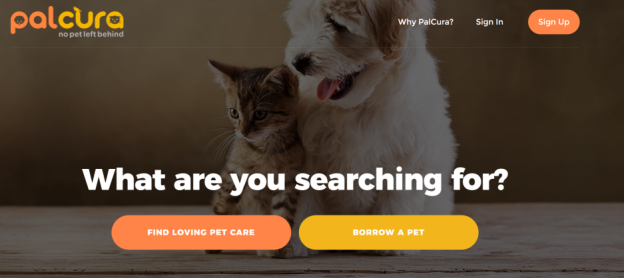 palcura
no pet left behind
Why PalCura?
Sign In
Sign Up
What are you searching for?
FIND LOVING PET CARE
BORROW A PET